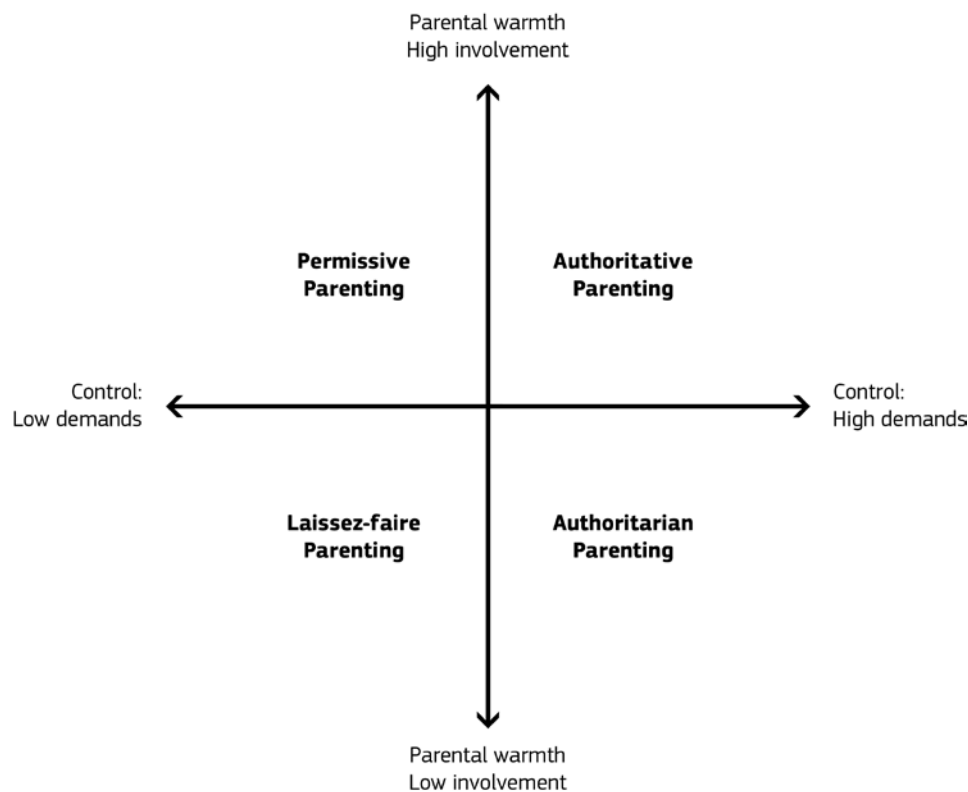 Parental warmth
High involvement
Permissive
Parenting
Authoritative
Parenting
Control:
Low demands
Control:
High demands
Laissez-faire
Parenting
Authoritarian
Parenting
Parental warmth
Low involvement